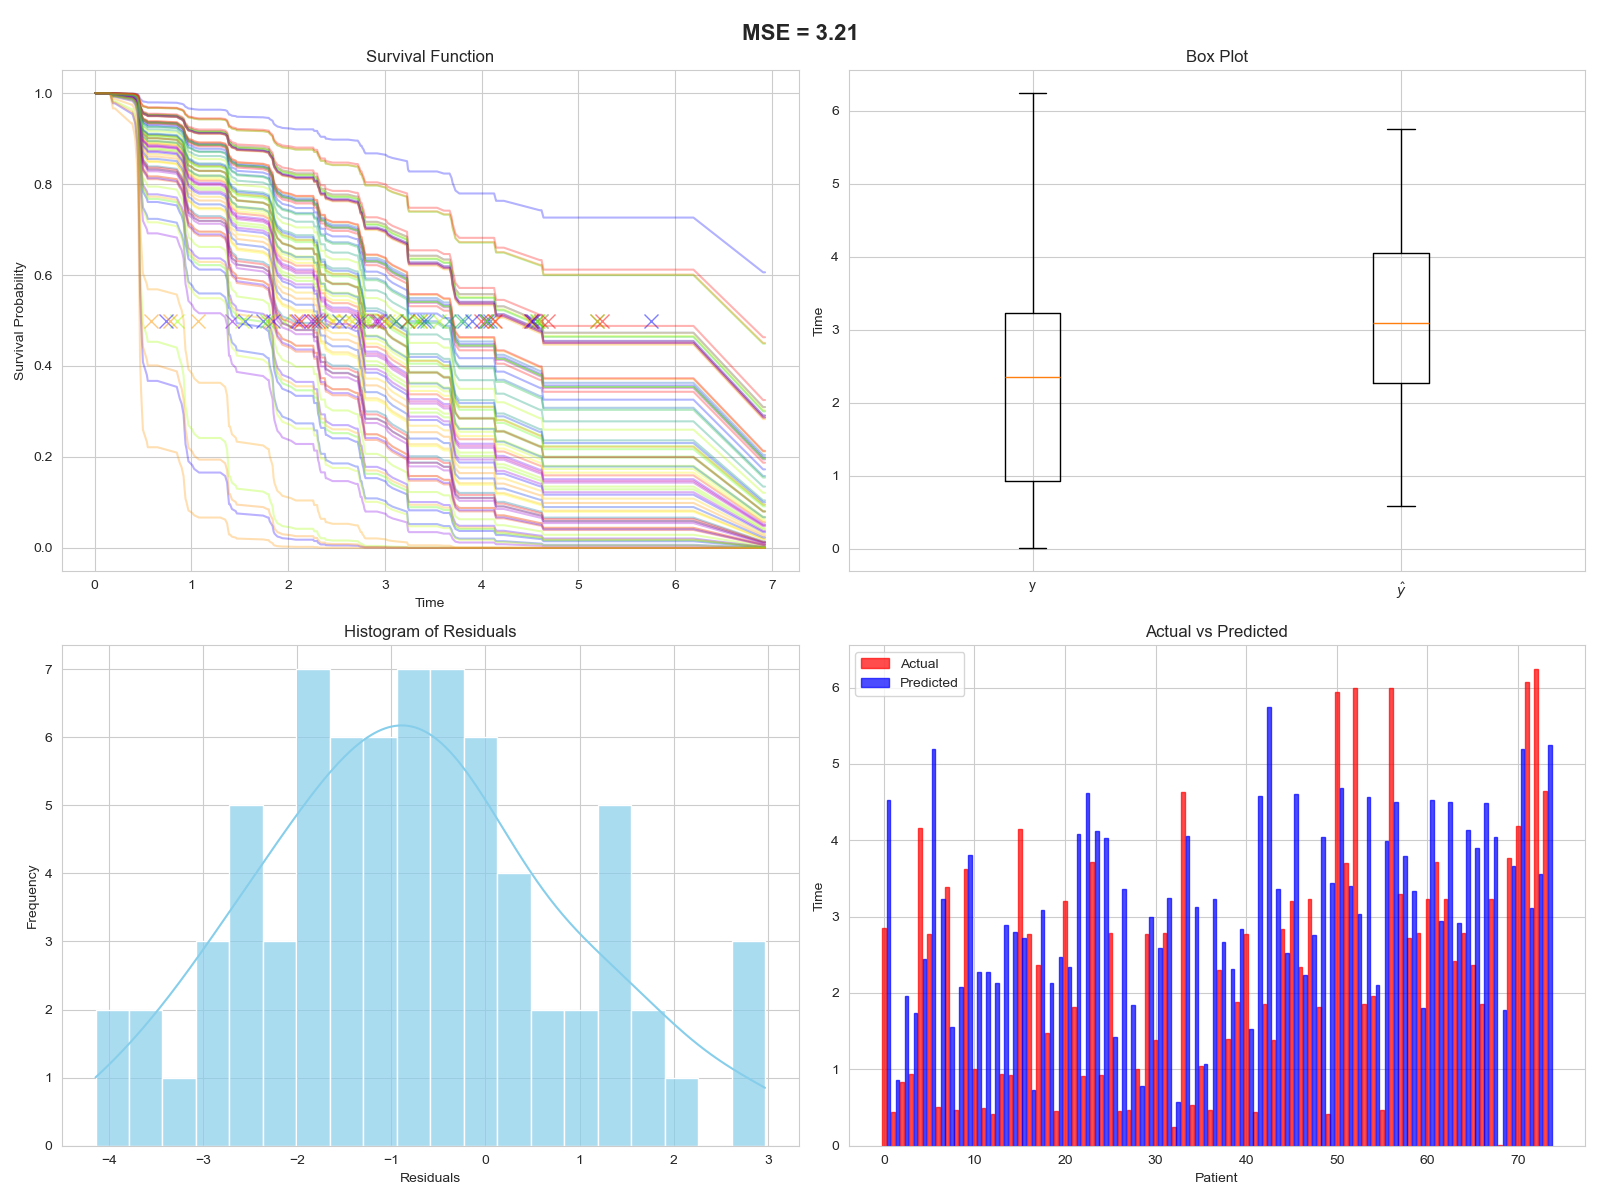 MSE = 3.21
Survival Function
Survival Probability
1.0
0.8
0.6
0.4
0.2
0.0
0 1 2 3 4 5 6 7
Time
Box Plot
Time
6
5
4
3
2
1
0
y ŷ
Histogram of Residuals
Frequency
7
6
5
4
3
2
1
0
−4 −3 −2 −1 0 1 2 3
Residuals
Actual vs Predicted
Actual
Predicted
Time
6
5
4
3
2
1
0
0 10 20 30 40 50 60 70
Patient